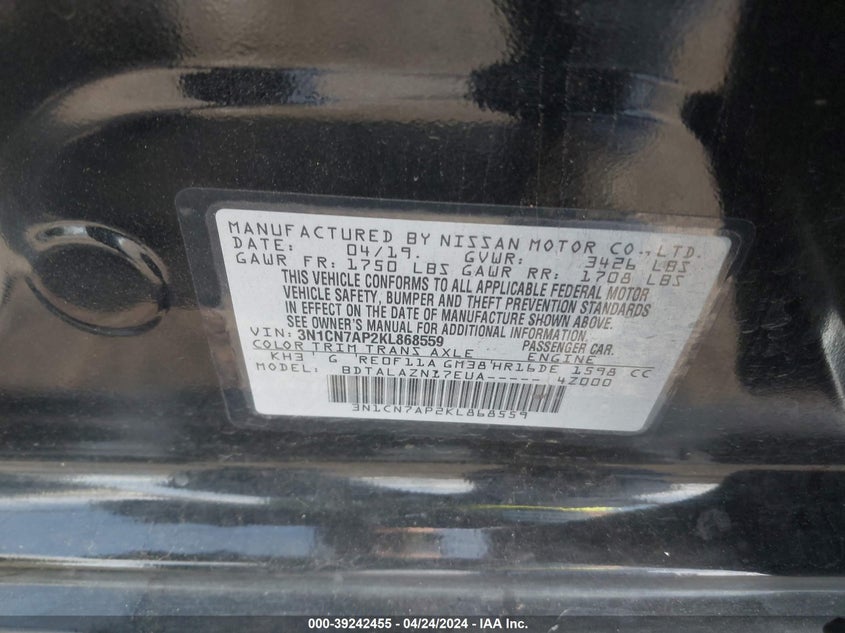 MANUFACTURED BY NISSAN MOTOR CO., LTD.
DATE: 04/19. GVWR: 3426 LBS
GAWR FR: 1750 LBS GAWR RR: 1708 LBS
THIS VEHICLE CONFORMS TO ALL APPLICABLE FEDERAL MOTOR
VEHICLE SAFETY, BUMPER AND THEFT PREVENTION STANDARDS
IN EFFECT ON THE DATE OF MANUFACTURE SHOWN ABOVE.
SEE OWNER'S MANUAL FOR ADDITIONAL INFORMATION.
VIN: 3N1CN7AP2KL868559 PASSENGER CAR.
COLOR TRIM TRANS AXLE ENGINE
KH3 G RE0F11A GM38 HR16DE 1598 CC
MODEL: BDTALAZN17EUA----- 4Z000
3N1CN7AP2KL868559
000-39242455 - 04/24/2024 - IAA Inc.